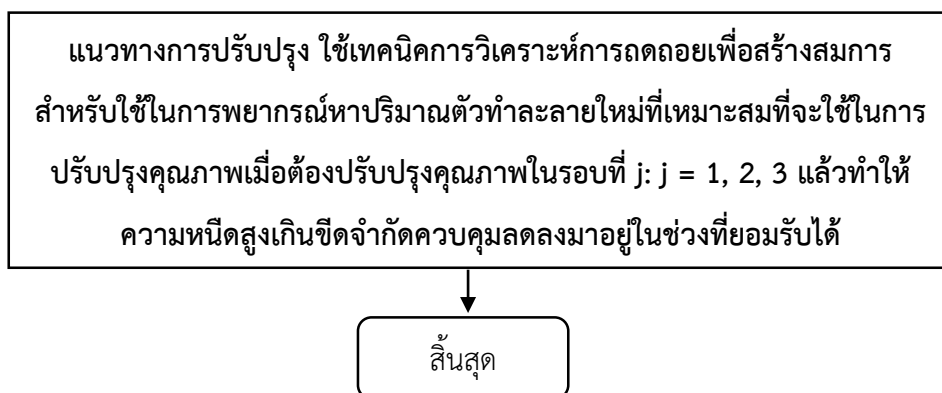 แนวทางการปรับปรุง ใช้เทคนิคการวิเคราะห์การถดถอยเพื่อสร้างสมการ
สำหรับใช้ในการพยากรณ์หาปริมาณตัวทำละลายใหม่ที่เหมาะสมที่จะใช้ในการ
ปรับปรุงคุณภาพเมื่อต้องปรับปรุงคุณภาพในรอบที่ j: j = 1, 2, 3 แล้วทำให้
ความหนืดสูงเกินขีดจำกัดควบคุมลดลงมาอยู่ในช่วงที่ยอมรับได้
สิ้นสุด